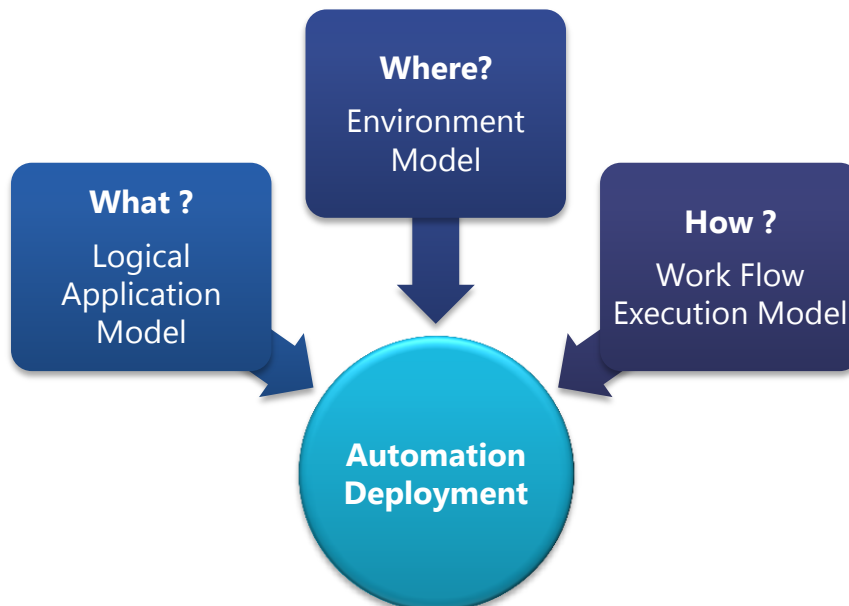 Where?
Environment
Model
What ?
Logical
Application
Model
How ?
Work Flow
Execution Model
Automation
Deployment